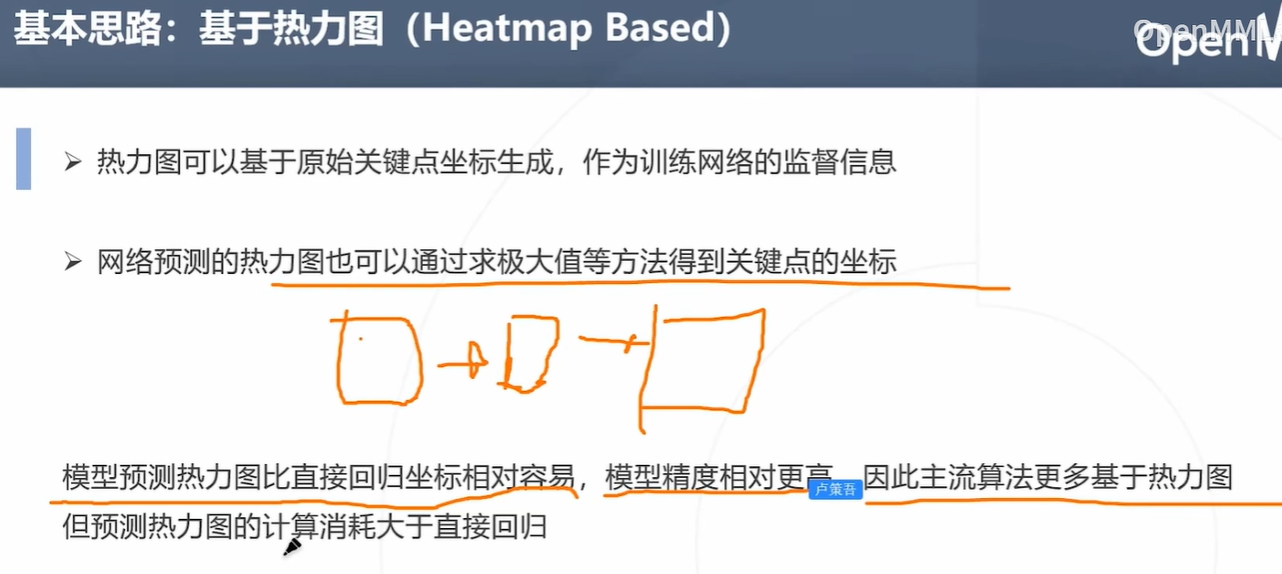 基本思路：基于热力图（Heatmap Based）
OpenMML
➢ 热力图可以基于原始关键点坐标生成，作为训练网络的监督信息
➢ 网络预测的热力图也可以通过求极大值等方法得到关键点的坐标
模型预测热力图比直接回归坐标相对容易，模型精度相对更高，因此主流算法更多基于热力图
卢策吾
但预测热力图的计算消耗大于直接回归